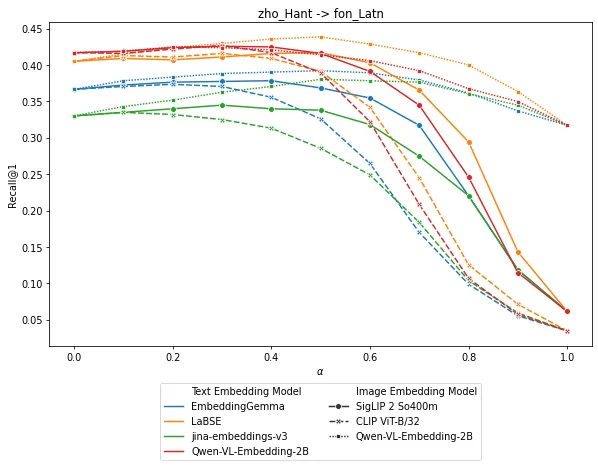 zho_Hant -> fon_Latn
Recall@1
0.45
0.40
0.35
0.30
0.25
0.20
0.15
0.10
0.05
0.0 0.2 0.4 0.6 0.8 1.0
α
Text Embedding Model
EmbeddingGemma
LaBSE
jina-embeddings-v3
Qwen-VL-Embedding-2B
Image Embedding Model
SigLIP 2 So400m
CLIP ViT-B/32
Qwen-VL-Embedding-2B